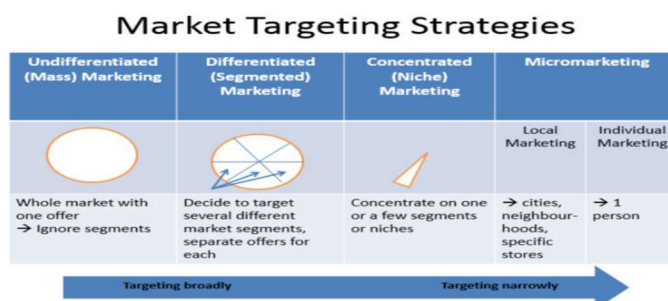 Market Targeting Strategies
Undifferentiated
(Mass) Marketing
Differentiated
(Segmented)
Marketing
Concentrated
(Niche)
Marketing
Micromarketing
Local
Marketing
Individual
Marketing
Whole market with
one offer
→ Ignore segments
Decide to target
several different
market segments,
separate offers for
each
Concentrate on one
or a few segments
or niches
→ cities,
neighbour-
hoods,
specific
stores
→ 1
person
Targeting broadly
Targeting narrowly